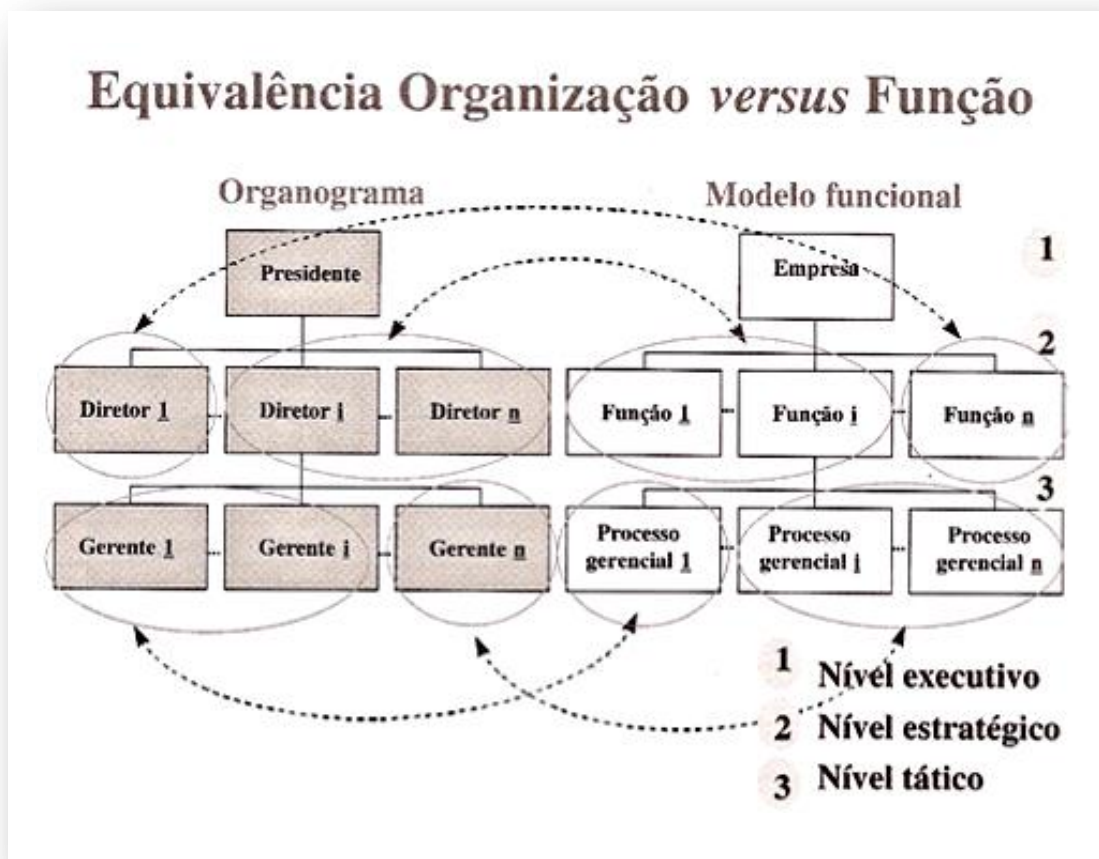 Equivalência Organização versus Função
Organograma
Modelo funcional
Presidente
Empresa
1
2
Diretor 1
Diretor i
Diretor n
Função 1
Função i
Função n
3
Gerente 1
Gerente i
Gerente n
Processo
gerencial 1
Processo
gerencial i
Processo
gerencial n
1 Nível executivo
2 Nível estratégico
3 Nível tático